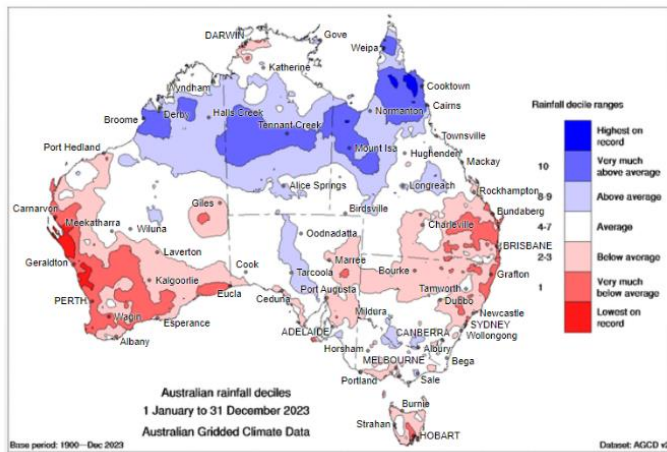 DARWIN
Gove
Weipa
Katherine
Wyndham
Cooktown
Cairns
Broome
Derby
Halls Creek
Normanton
Tennant Creek
Townsville
Port Hedland
Mount Isa
Hughenden
Mackay
Alice Springs
Longreach
Rockhampton
Carnarvon
Giles
Birdsville
Bundaberg
Meekatharra
Wiluna
Charleville
Oodnadatta
BRISBANE
Laverton
Marree
Geraldton
Cook
Tarcoola
Bourke
Grafton
Kalgoorlie
Port Augusta
Tamworth
PERTH
Eucla
Ceduna
Dubbo
Wagin
Esperance
Mildura
Newcastle
SYDNEY
Albany
ADELAIDE
CANBERRA
Wollongong
Horsham
Albury
MELBOURNE
Bega
Portland
Sale
Burnie
Strahan
HOBART
Rainfall decile ranges
Highest on
record
10 Very much
above average
8-9 Above average
4-7 Average
2-3 Below average
1 Very much
below average
Lowest on
record
Australian rainfall deciles
1 January to 31 December 2023
Australian Gridded Climate Data
Base period: 1900—Dec 2023